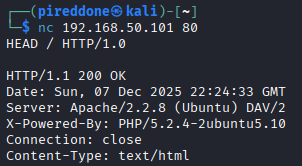 ┌──(pireddone㉿kali)-[~]
└─$ nc 192.168.50.101 80
HEAD / HTTP/1.0

HTTP/1.1 200 OK
Date: Sun, 07 Dec 2025 22:24:33 GMT
Server: Apache/2.2.8 (Ubuntu) DAV/2
X-Powered-By: PHP/5.2.4-2ubuntu5.10
Connection: close
Content-Type: text/html